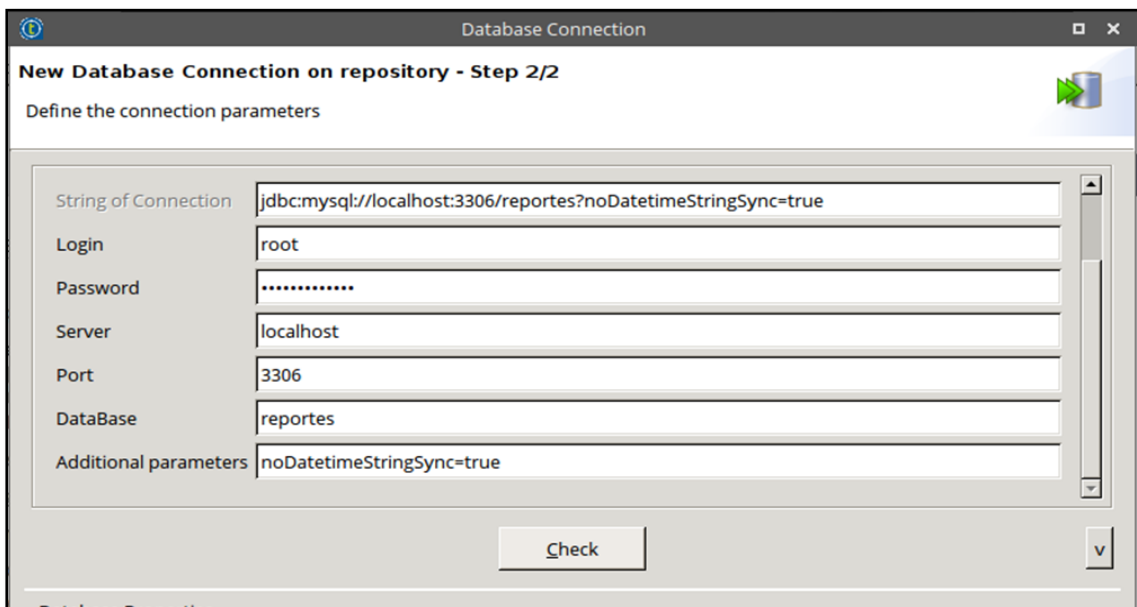 Database Connection
New Database Connection on repository - Step 2/2
Define the connection parameters
String of Connection jdbc:mysql://localhost:3306/reportes?noDatetimeStringSync=true
Login root
Password •••••••••••••
Server localhost
Port 3306
DataBase reportes
Additional parameters noDatetimeStringSync=true
Check
v